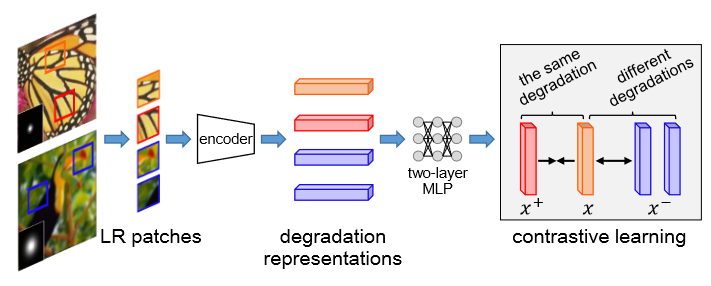 the same
degradation
different
degradations
encoder
two-layer
MLP
x⁺
x
x⁻
LR patches
degradation
representations
contrastive learning